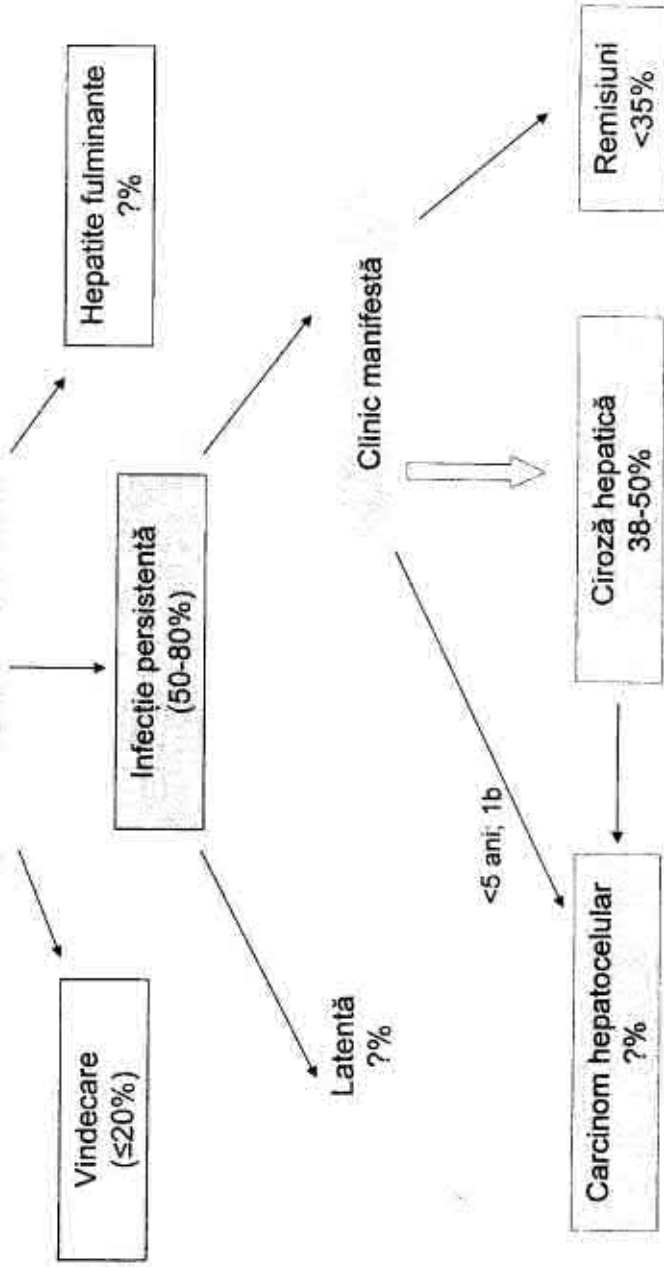 Vindecare
(≤20%)
Infecție persistentă
(50-80%)
Hepatite fulminante
?%
Latentă
?%
Clinic manifestă
<5 ani; 1b
Carcinom hepatocelular
?%
Ciroză hepatică
38-50%
Remisiuni
<35%